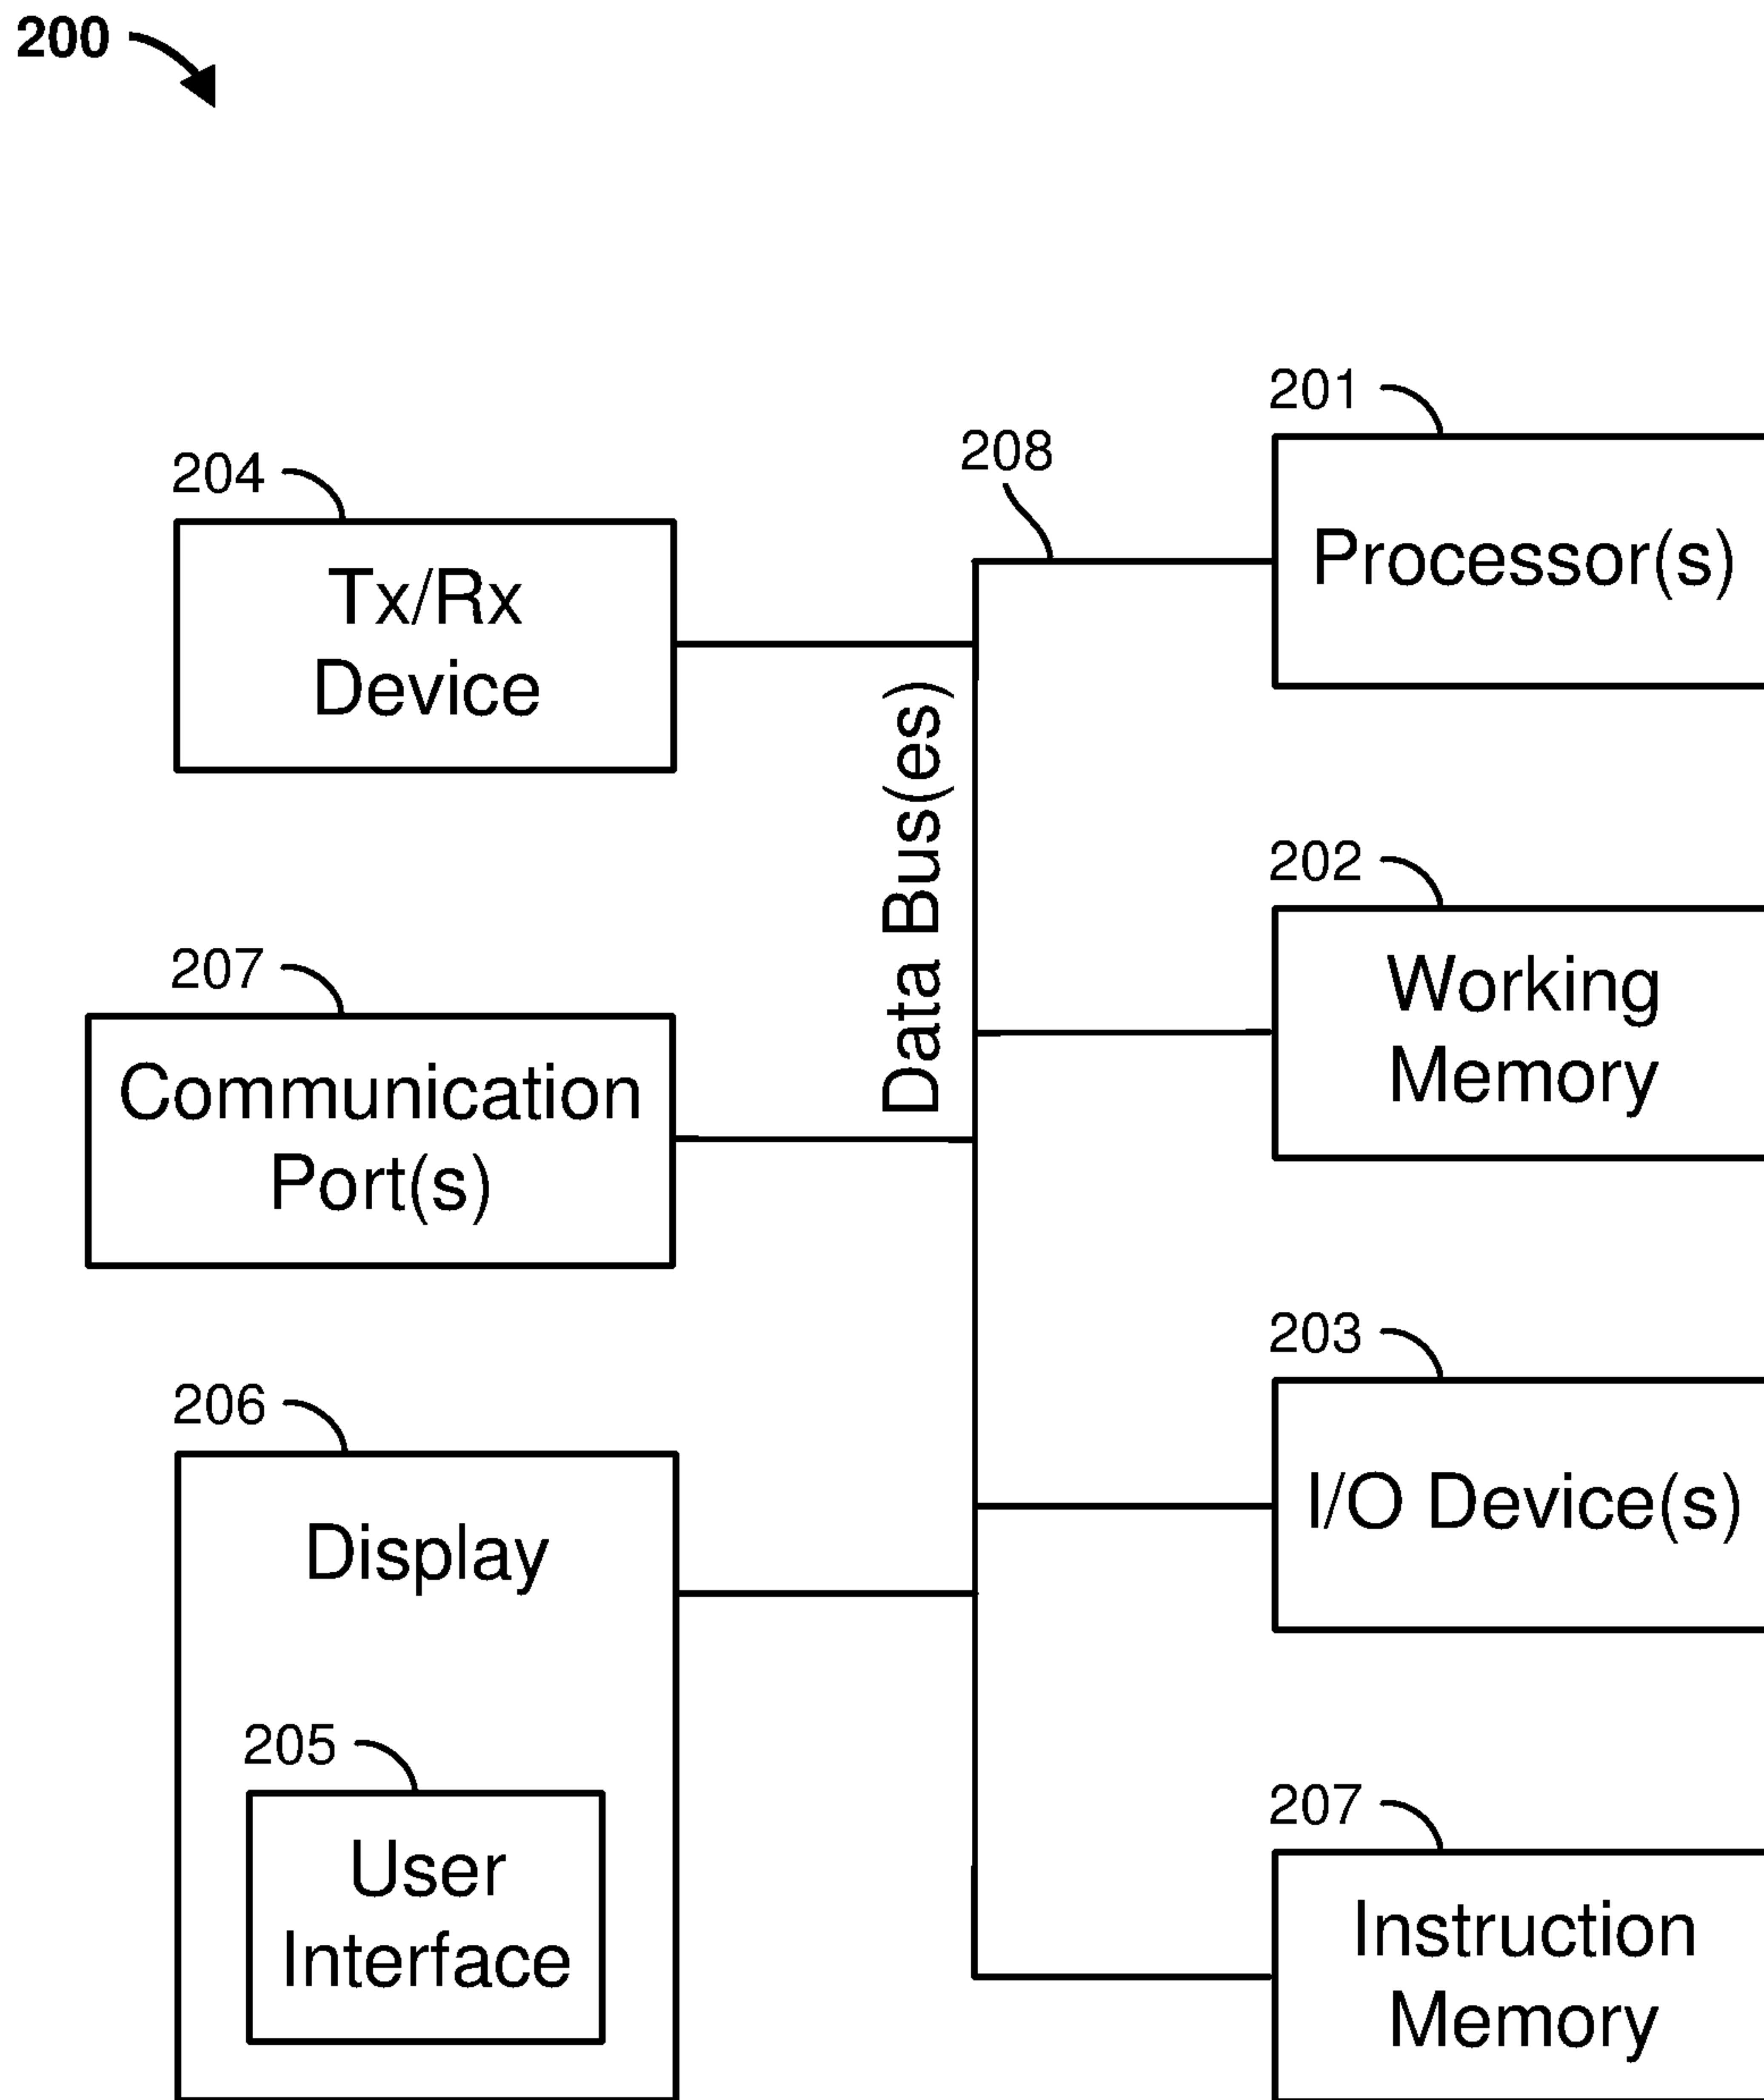 200
201
Processor(s)
208
204
Tx/Rx
Device
Data Bus(es)
202
Working
Memory
207
Communication
Port(s)
203
I/O Device(s)
206
Display
205
User
Interface
207
Instruction
Memory